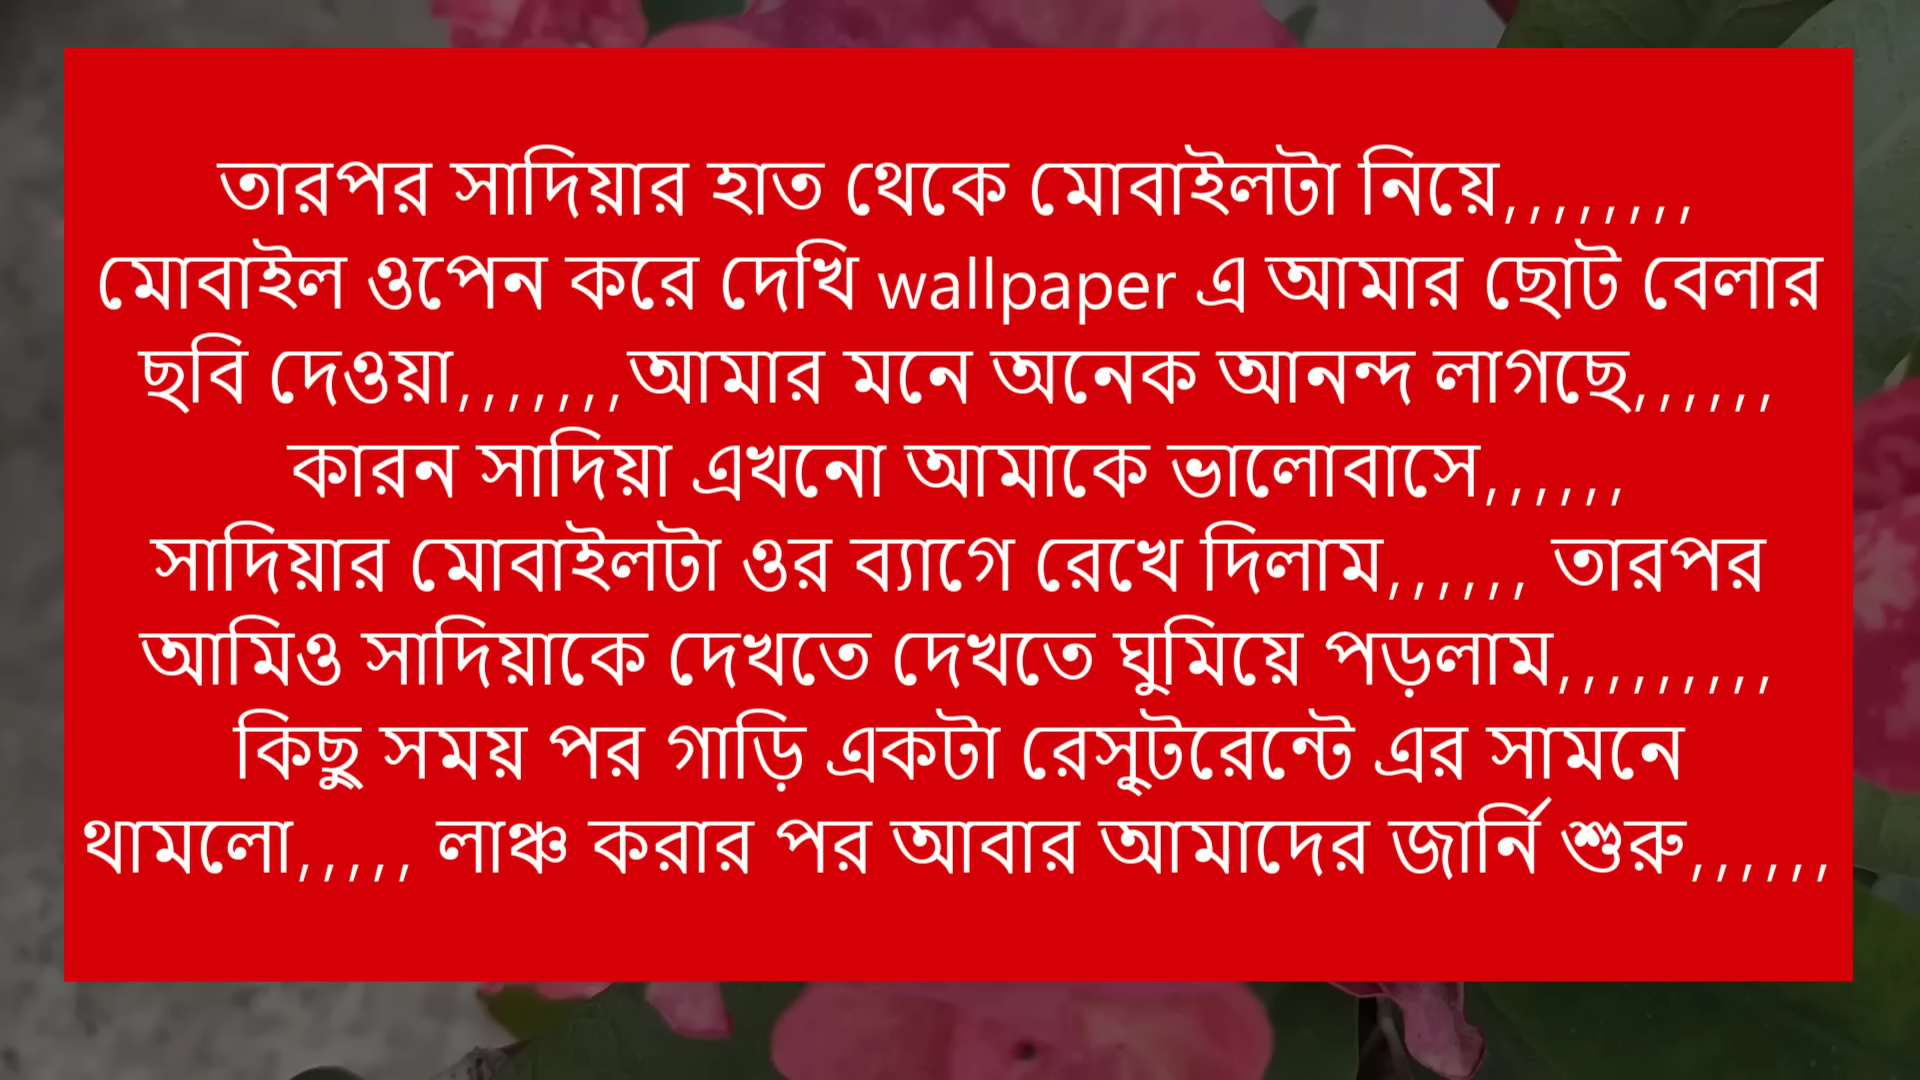 তারপর সাদিয়ার হাত থেকে মোবাইলটা নিয়ে,,,,,,,,
মোবাইল ওপেন করে দেখি wallpaper এ আমার ছোট বেলার
ছবি দেওয়া,,,,,,,আমার মনে অনেক আনন্দ লাগছে,,,,,,
কারন সাদিয়া এখনো আমাকে ভালোবাসে,,,,,,
সাদিয়ার মোবাইলটা ওর ব্যাগে রেখে দিলাম,,,,,, তারপর
আমিও সাদিয়াকে দেখতে দেখতে ঘুমিয়ে পড়লাম,,,,,,,,,
কিছু সময় পর গাড়ি একটা রেসু্টরেন্টে এর সামনে
থামলো,,,,, লাঞ্চ করার পর আবার আমাদের জার্নি শুরু,,,,,,